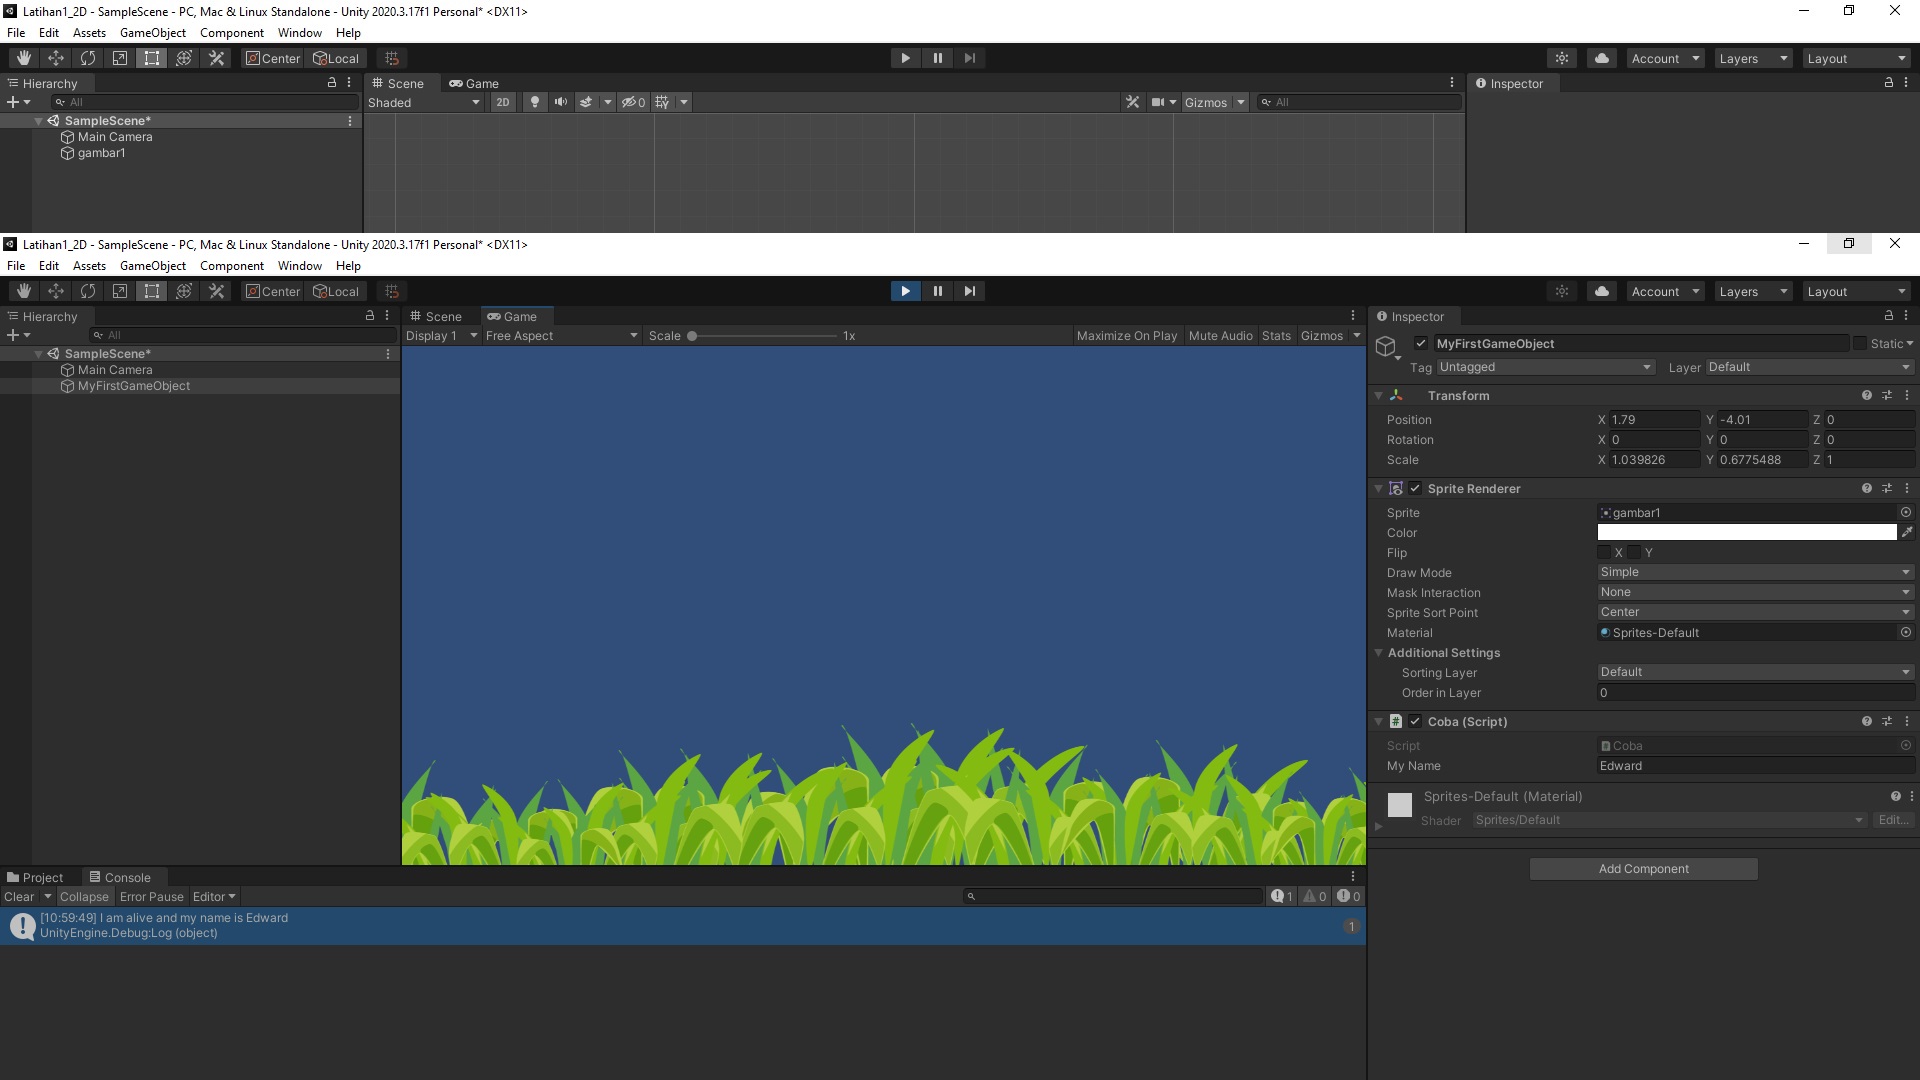 Latihan1_2D - SampleScene - PC, Mac & Linux Standalone - Unity 2020.3.17f1 Personal* <DX11>
File Edit Assets GameObject Component Window Help
Center Local Account Layers Layout
Hierarchy Scene Game Inspector
All Shaded 2D 0 Gizmos All
SampleScene*
Main Camera
gambar1
Latihan1_2D - SampleScene - PC, Mac & Linux Standalone - Unity 2020.3.17f1 Personal* <DX11>
File Edit Assets GameObject Component Window Help
Center Local Account Layers Layout
Hierarchy Scene Game
All Display 1 Free Aspect Scale 1x Maximize On Play Mute Audio Stats Gizmos
SampleScene*
Main Camera
MyFirstGameObject
Inspector
MyFirstGameObject Static
Tag Untagged Layer Default
Transform
Position X 1.79 Y -4.01 Z 0
Rotation X 0 Y 0 Z 0
Scale X 1.039826 Y 0.6775488 Z 1
Sprite Renderer
Sprite gambar1
Color
Flip X Y
Draw Mode Simple
Mask Interaction None
Sprite Sort Point Center
Material Sprites-Default
Additional Settings
Sorting Layer Default
Order in Layer 0
Coba (Script)
Script Coba
My Name Edward
Sprites-Default (Material)
Shader Sprites/Default Edit...
Add Component
Project Console
Clear Collapse Error Pause Editor 1 0 0
[10:59:49] I am alive and my name is Edward
UnityEngine.Debug:Log (object)
1